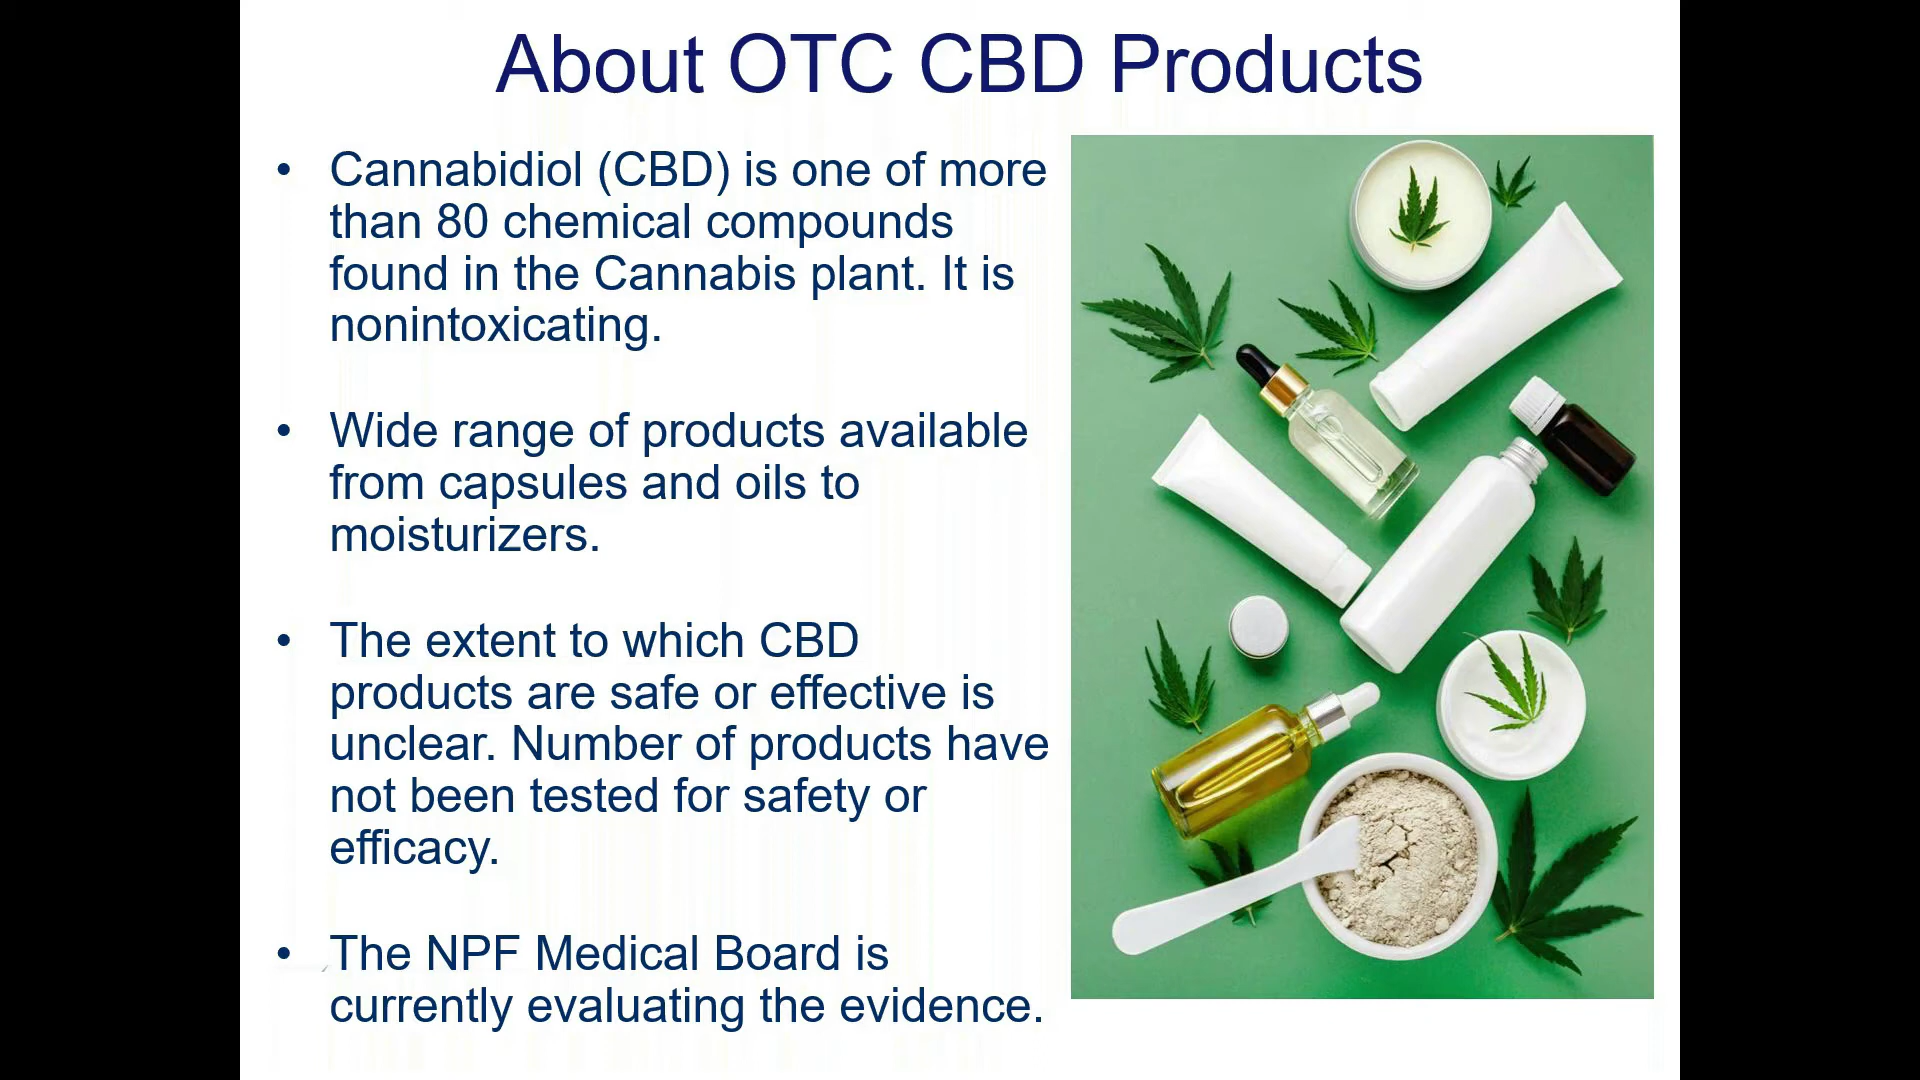 About OTC CBD Products
• Cannabidiol (CBD) is one of more
than 80 chemical compounds
found in the Cannabis plant. It is
nonintoxicating.
• Wide range of products available
from capsules and oils to
moisturizers.
• The extent to which CBD
products are safe or effective is
unclear. Number of products have
not been tested for safety or
efficacy.
• The NPF Medical Board is
currently evaluating the evidence.